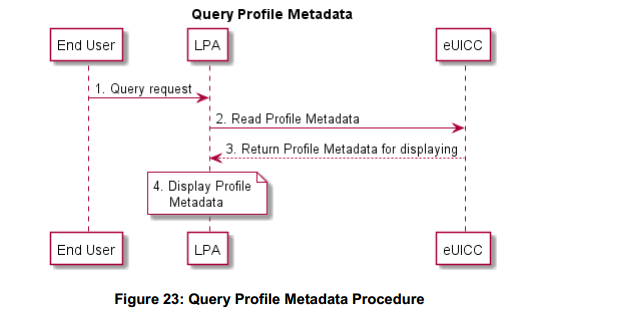 Query Profile Metadata
End User
LPA
eUICC
1. Query request
2. Read Profile Metadata
3. Return Profile Metadata for displaying
4. Display Profile
Metadata
End User
LPA
eUICC
Figure 23: Query Profile Metadata Procedure